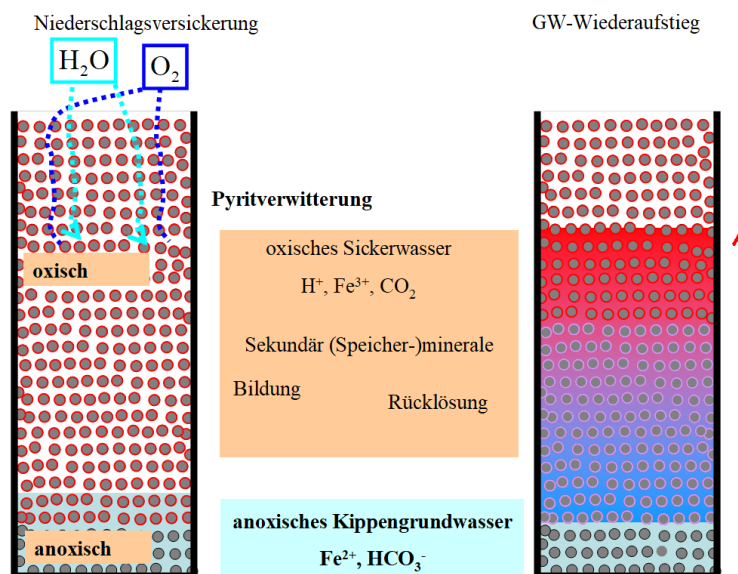 Niederschlagsversickerung
GW-Wiederaufstieg
H₂O
O₂
Pyritverwitterung
oxisch
oxisches Sickerwasser
H⁺, Fe³⁺, CO₂
Sekundär (Speicher-)minerale
Bildung
Rücklösung
anoxisches Kippengrundwasser
Fe²⁺, HCO₃⁻
anoxisch